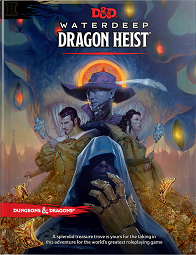 D&D
WATERDEEP
DRAGON HEIST
DUNGEONS & DRAGONS
A splendid treasure trove is yours for the taking in
this adventure for the world's greatest roleplaying game